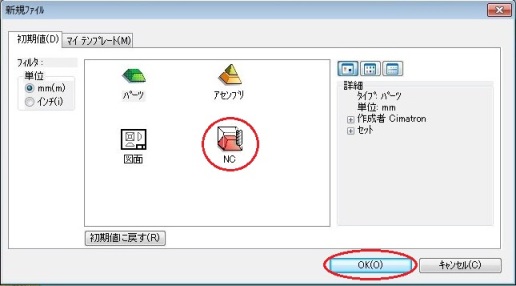 新規ファイル
初期値(D)
マイ テンプレート(M)
フィルタ:
単位
mm(m)
インチ(i)
パーツ
アセンブリ
図面
NC
初期値に戻す(R)
詳細
タイプ: パーツ
単位: mm
作成者 Cimatron
セット
OK(O)
キャンセル(C)